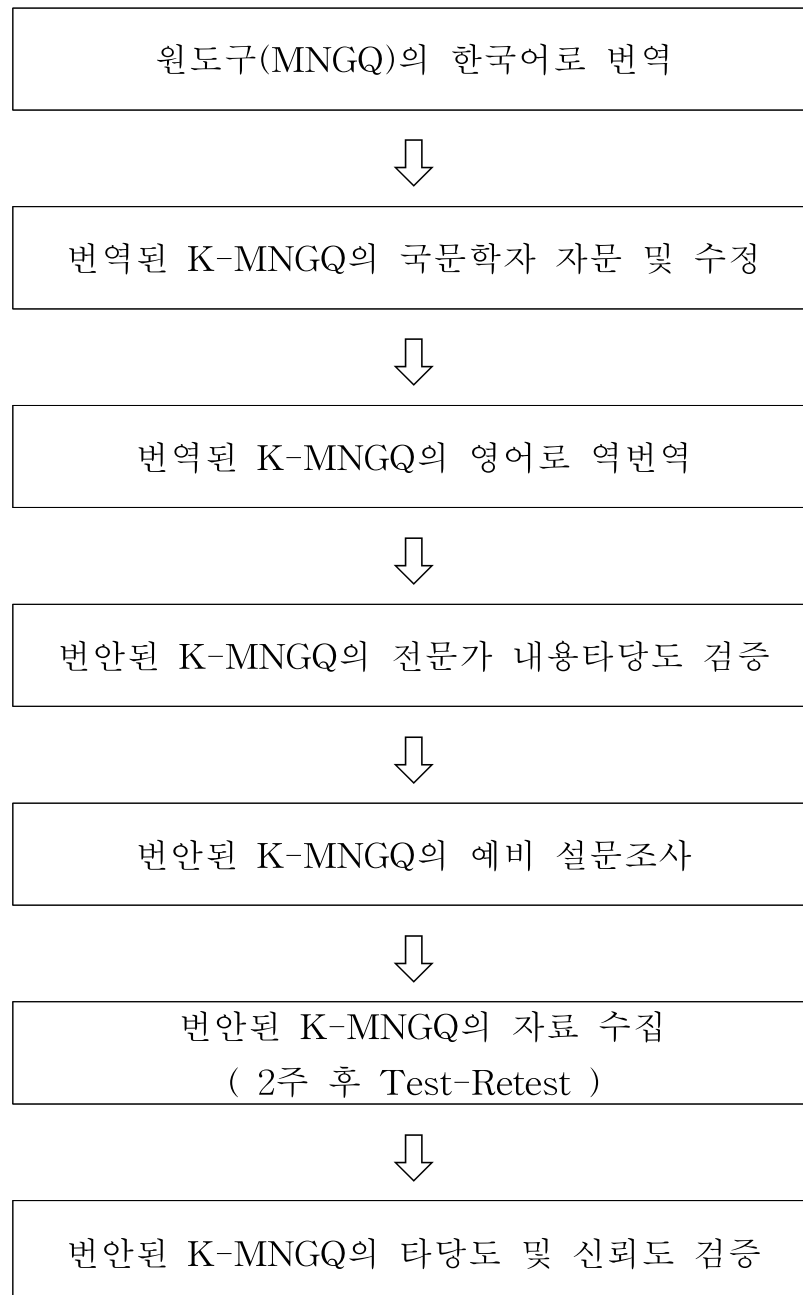 원도구(MNGQ)의 한국어로 번역
번역된 K-MNGQ의 국문학자 자문 및 수정
번역된 K-MNGQ의 영어로 역번역
번안된 K-MNGQ의 전문가 내용타당도 검증
번안된 K-MNGQ의 예비 설문조사
번안된 K-MNGQ의 자료 수집
( 2주 후 Test-Retest )
번안된 K-MNGQ의 타당도 및 신뢰도 검증